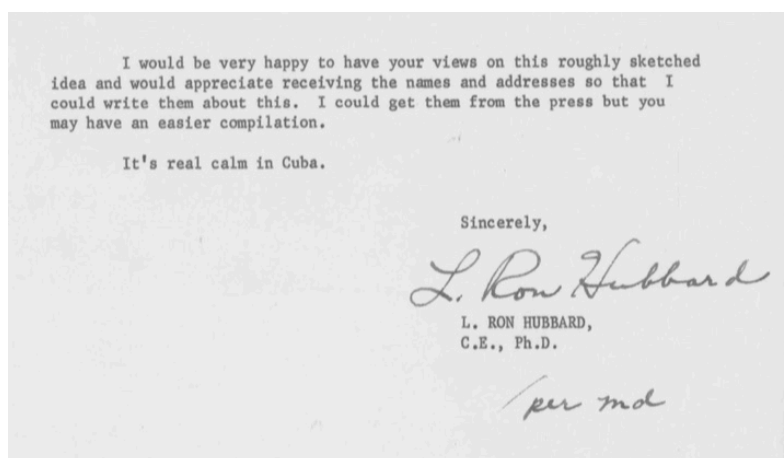 I would be very happy to have your views on this roughly sketched
idea and would appreciate receiving the names and addresses so that I
could write them about this. I could get them from the press but you
may have an easier compilation.
It's real calm in Cuba.
Sincerely,
L. Ron Hubbard
L. RON HUBBARD,
C.E., Ph.D.
/per md